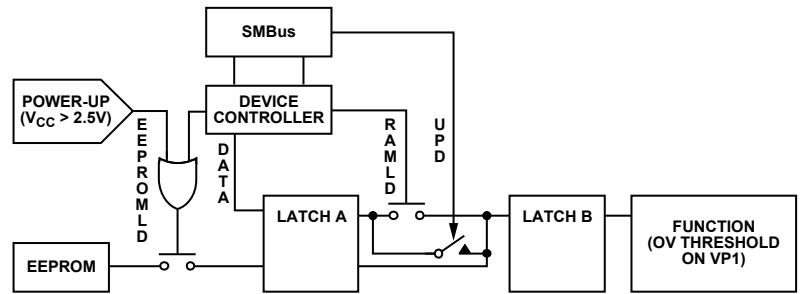 SMBus
POWER-UP
(VCC > 2.5V)
DEVICE
CONTROLLER
EEPROMLD
DATA
RAMLD
UPD
EEPROM
LATCH A
LATCH B
FUNCTION
(OV THRESHOLD
ON VP1)